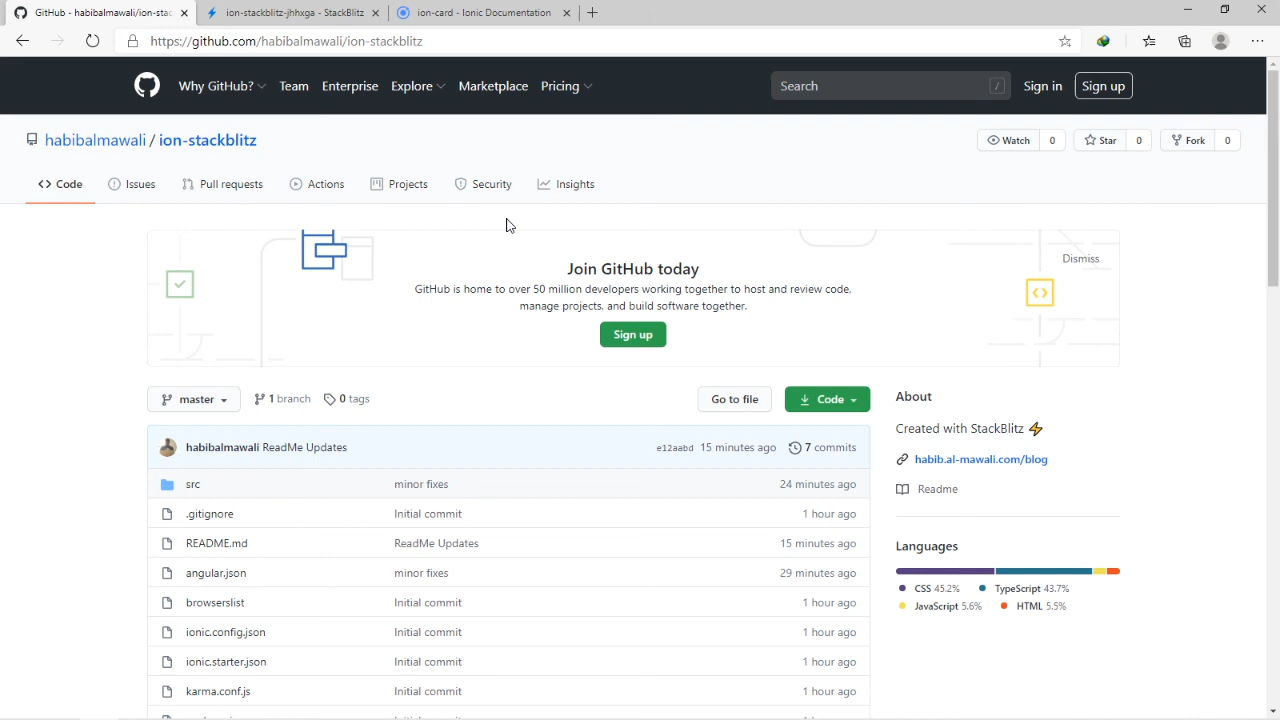 GitHub - habibalmawali/ion-stac
ion-stackblitz-jhhxga - StackBlitz
ion-card - Ionic Documentation
https://github.com/habibalmawali/ion-stackblitz
Why GitHub?
Team
Enterprise
Explore
Marketplace
Pricing
Search
/
Sign in
Sign up
habibalmawali / ion-stackblitz
Watch 0
Star 0
Fork 0
Code
Issues
Pull requests
Actions
Projects
Security
Insights
Join GitHub today
Dismiss
GitHub is home to over 50 million developers working together to host and review code,
manage projects, and build software together.
Sign up
master
1 branch
0 tags
Go to file
Code
About
Created with StackBlitz ⚡
habib.al-mawali.com/blog
Readme
habibalmawali ReadMe Updates e12aabd 15 minutes ago 7 commits
src minor fixes 24 minutes ago
.gitignore Initial commit 1 hour ago
README.md ReadMe Updates 15 minutes ago
angular.json minor fixes 29 minutes ago
browserslist Initial commit 1 hour ago
ionic.config.json Initial commit 1 hour ago
ionic.starter.json Initial commit 1 hour ago
karma.conf.js Initial commit 1 hour ago
Languages
CSS 45.2% TypeScript 43.7%
JavaScript 5.6% HTML 5.5%